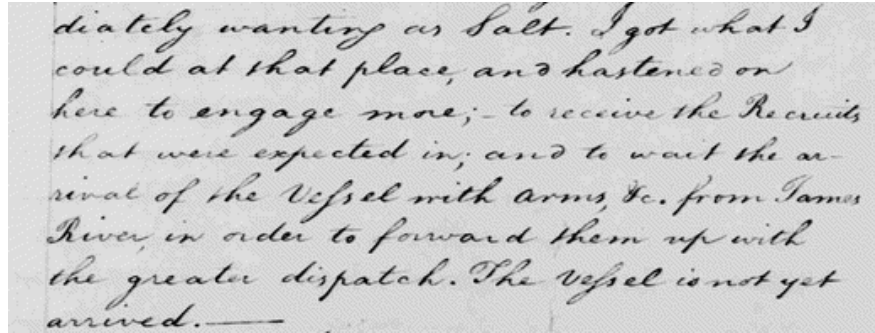 diately wanting as Salt. I got what I
could at that place, and hastened on
here to engage more; - to receive the Recruits
that were expected in; and to wait the ar-
rival of the Vessel with arms, &c. from James
River, in order to forward them up with
the greater dispatch. The Vessel is not yet
arrived. ——